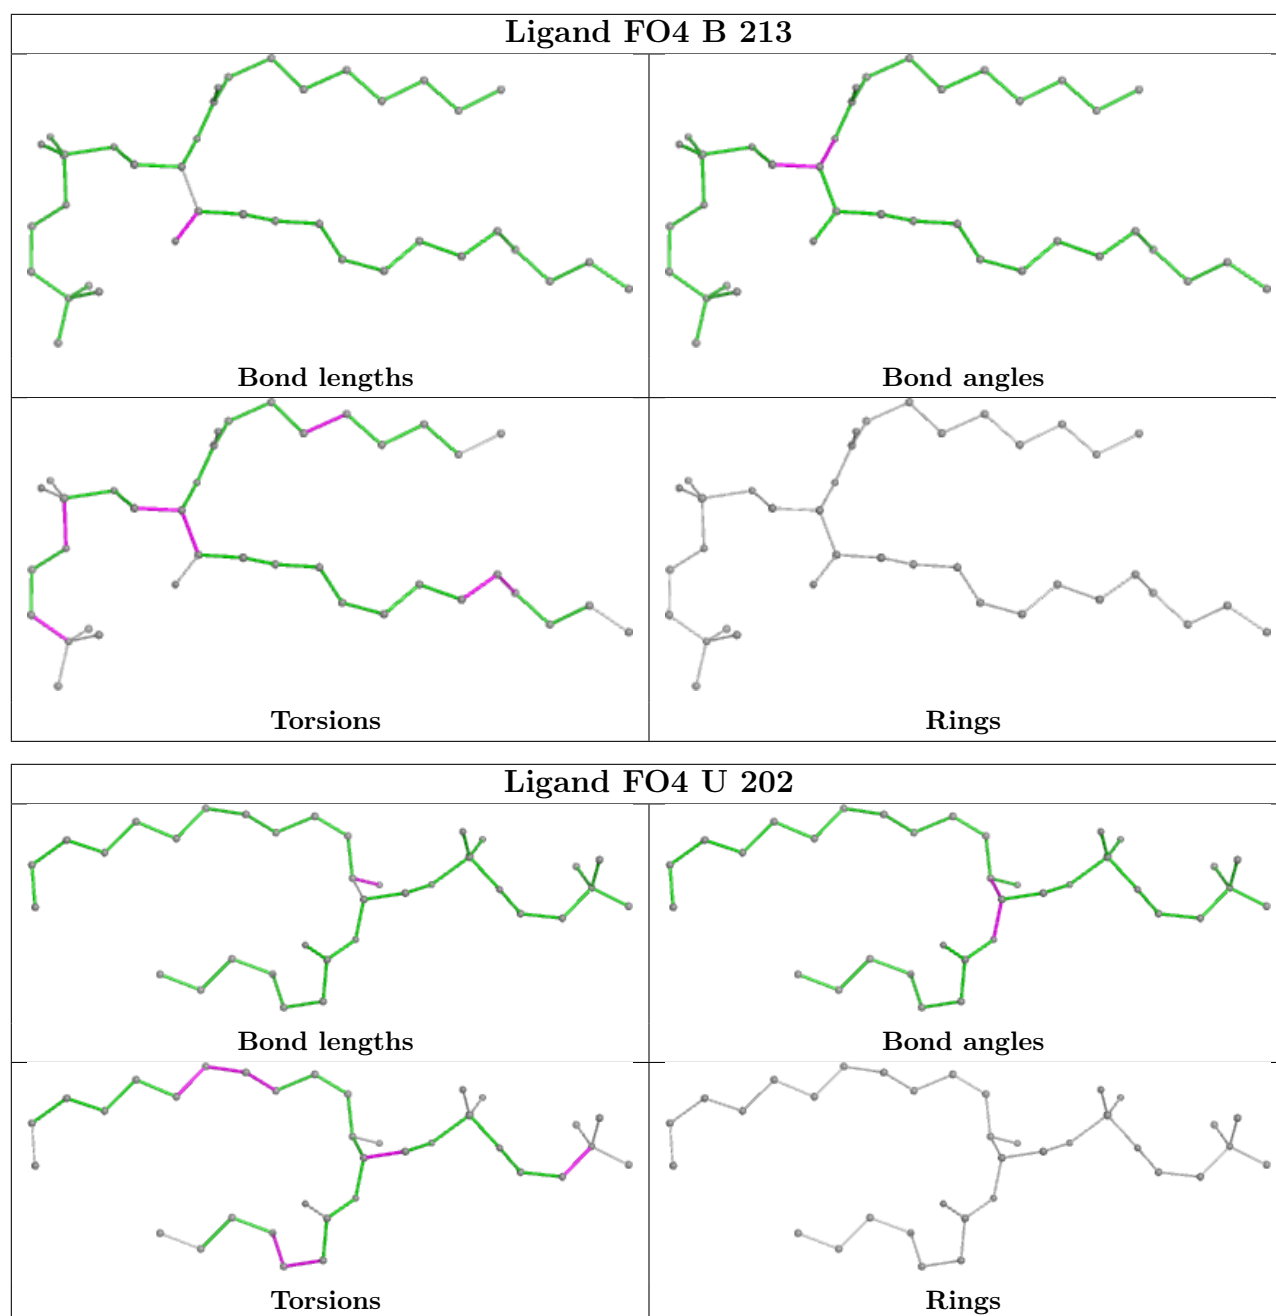 Ligand FO4 B 213
Bond lengths
Bond angles
Torsions
Rings
Ligand FO4 U 202
Bond lengths
Bond angles
Torsions
Rings